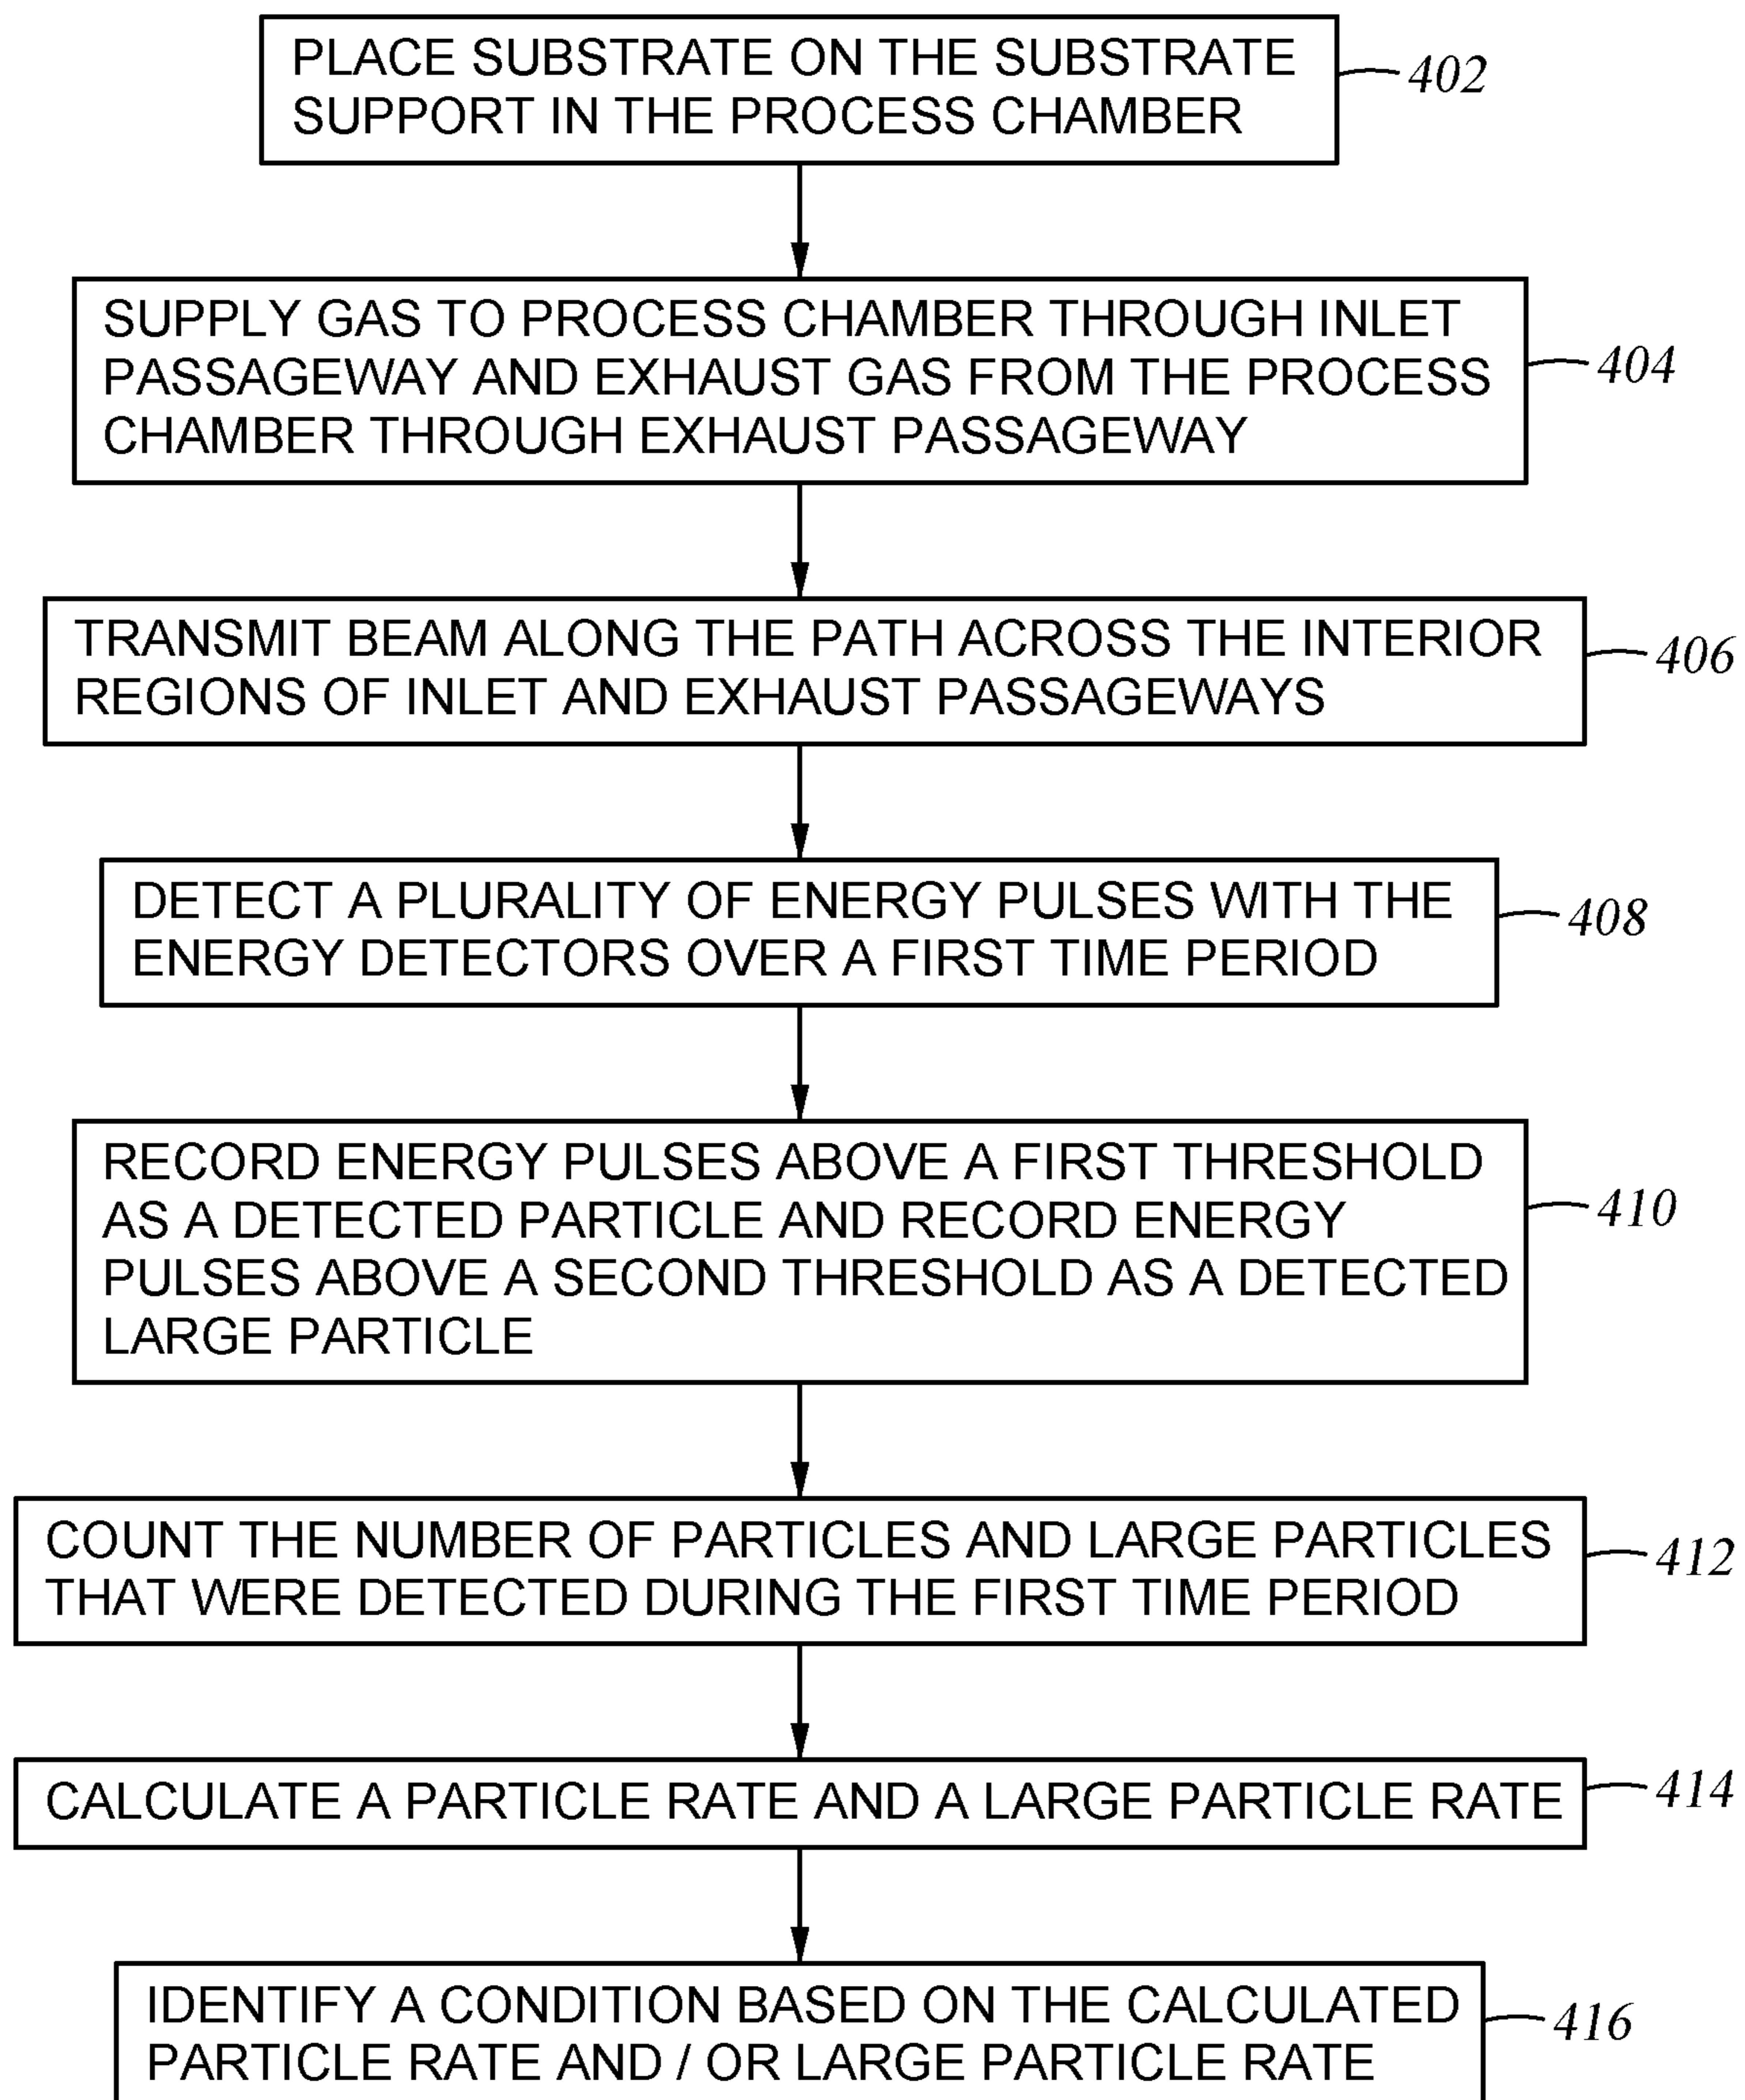 PLACE SUBSTRATE ON THE SUBSTRATE
SUPPORT IN THE PROCESS CHAMBER
402
SUPPLY GAS TO PROCESS CHAMBER THROUGH INLET
PASSAGEWAY AND EXHAUST GAS FROM THE PROCESS
CHAMBER THROUGH EXHAUST PASSAGEWAY
404
TRANSMIT BEAM ALONG THE PATH ACROSS THE INTERIOR
REGIONS OF INLET AND EXHAUST PASSAGEWAYS
406
DETECT A PLURALITY OF ENERGY PULSES WITH THE
ENERGY DETECTORS OVER A FIRST TIME PERIOD
408
RECORD ENERGY PULSES ABOVE A FIRST THRESHOLD
AS A DETECTED PARTICLE AND RECORD ENERGY
PULSES ABOVE A SECOND THRESHOLD AS A DETECTED
LARGE PARTICLE
410
COUNT THE NUMBER OF PARTICLES AND LARGE PARTICLES
THAT WERE DETECTED DURING THE FIRST TIME PERIOD
412
CALCULATE A PARTICLE RATE AND A LARGE PARTICLE RATE
414
IDENTIFY A CONDITION BASED ON THE CALCULATED
PARTICLE RATE AND / OR LARGE PARTICLE RATE
416